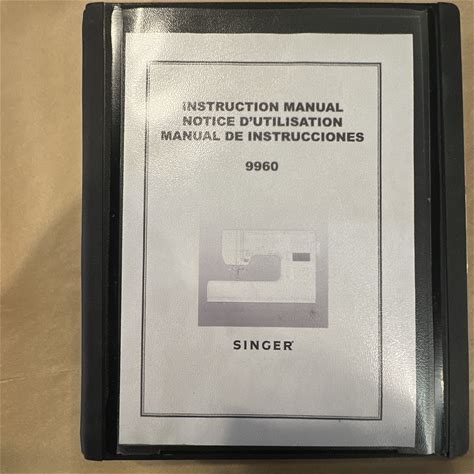 INSTRUCTION MANUAL
NOTICE D'UTILISATION
MANUAL DE INSTRUCCIONES
9960
SINGER